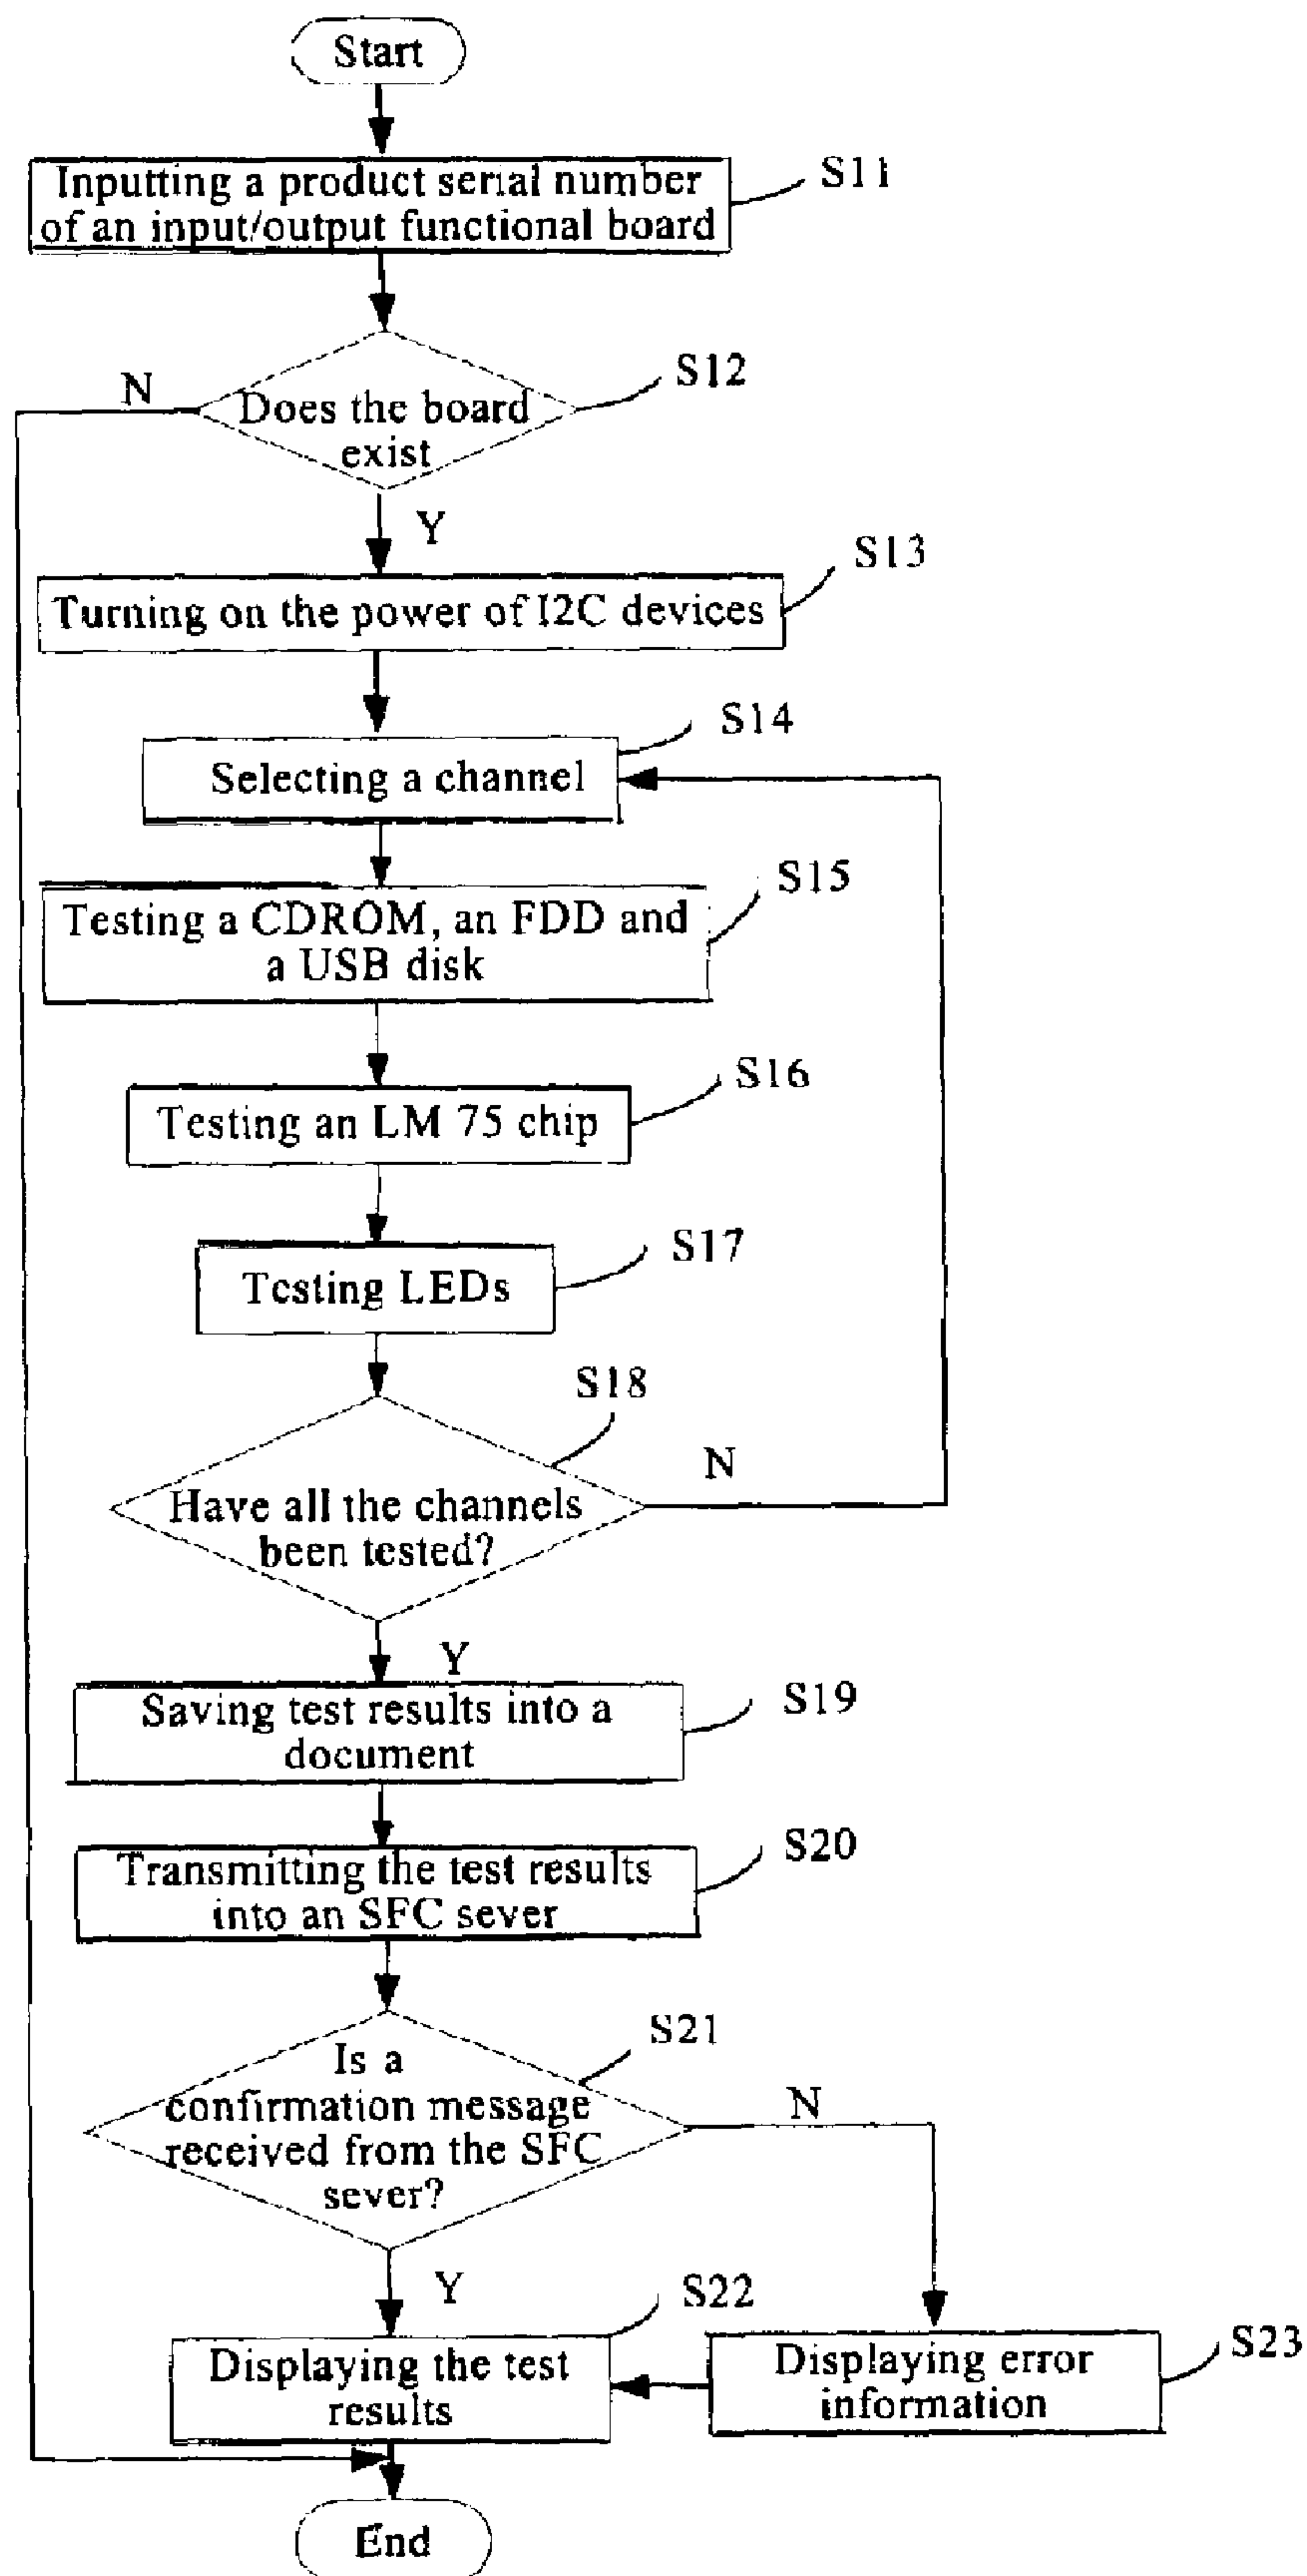 Start
Inputting a product serial number
of an input/output functional board
S11
Does the board
exist
S12
N
Y
Turning on the power of I2C devices
S13
Selecting a channel
S14
Testing a CDROM, an FDD and
a USB disk
S15
Testing an LM 75 chip
S16
Testing LEDs
S17
Have all the channels
been tested?
S18
N
Y
Saving test results into a
document
S19
Transmitting the test results
into an SFC sever
S20
Is a
confirmation message
received from the SFC
sever?
S21
N
Y
Displaying the test
results
S22
Displaying error
information
S23
End